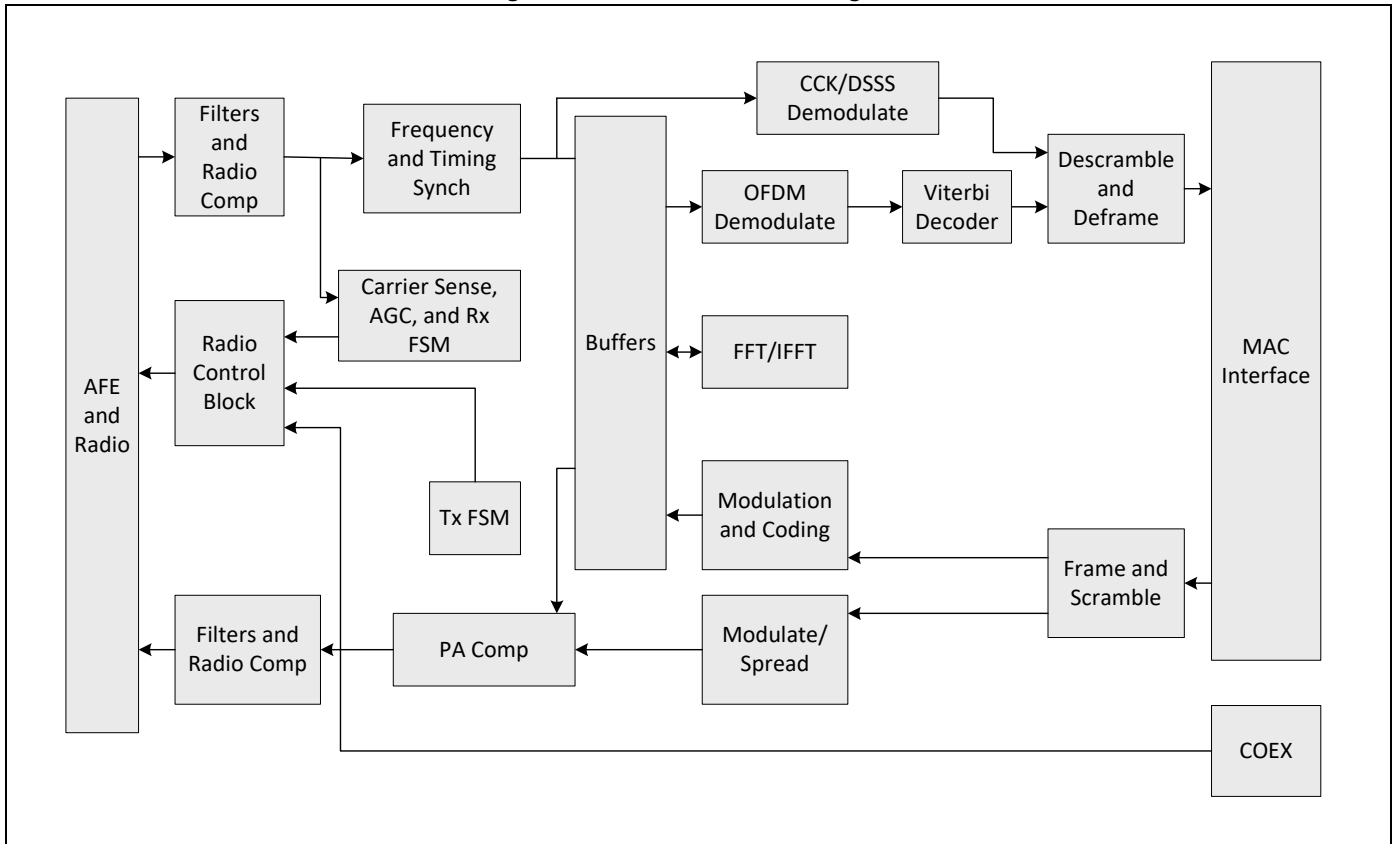 CCK/DSSS
Demodulate
Filters
and
Radio
Comp
Frequency
and Timing
Synch
Descramble
and
Deframe
OFDM
Demodulate
Viterbi
Decoder
Carrier Sense,
AGC, and Rx
FSM
Radio
Control
Block
Buffers
FFT/IFFT
MAC
Interface
AFE
and
Radio
Tx FSM
Modulation
and Coding
Frame and
Scramble
Filters and
Radio Comp
PA Comp
Modulate/
Spread
COEX